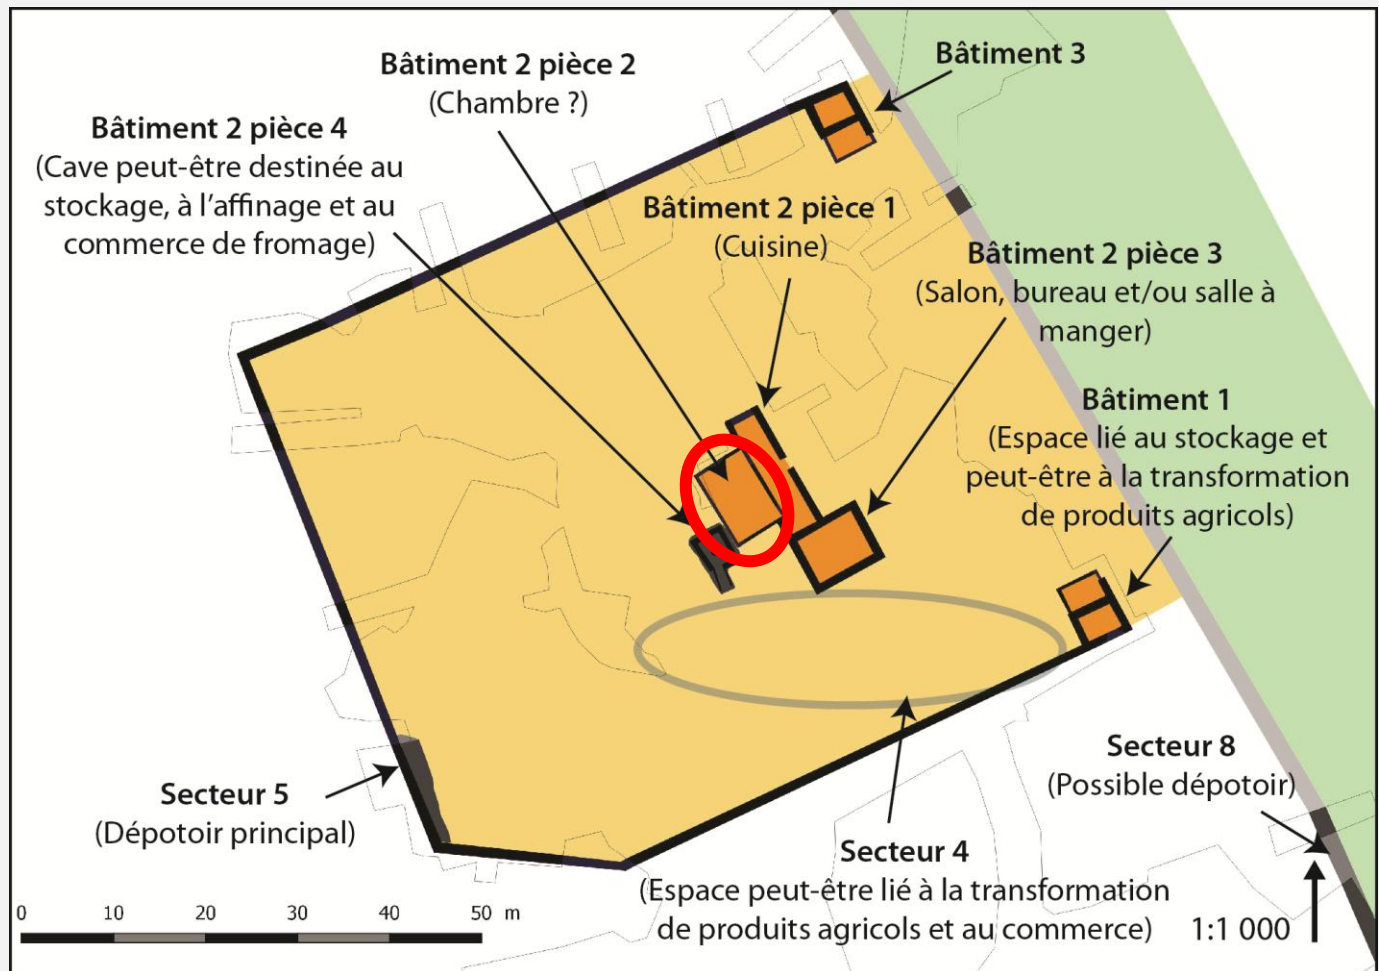 Bâtiment 2 pièce 2
(Chambre ?)
Bâtiment 3
Bâtiment 2 pièce 4
(Cave peut-être destinée au
stockage, à l'affinage et au
commerce de fromage)
Bâtiment 2 pièce 1
(Cuisine)
Bâtiment 2 pièce 3
(Salon, bureau et/ou salle à
manger)
Bâtiment 1
(Espace lié au stockage et
peut-être à la transformation
de produits agricols)
Secteur 5
(Dépotoir principal)
Secteur 8
(Possible dépotoir)
Secteur 4
(Espace peut-être lié à la transformation
de produits agricols et au commerce)
0 10 20 30 40 50 m
1:1 000